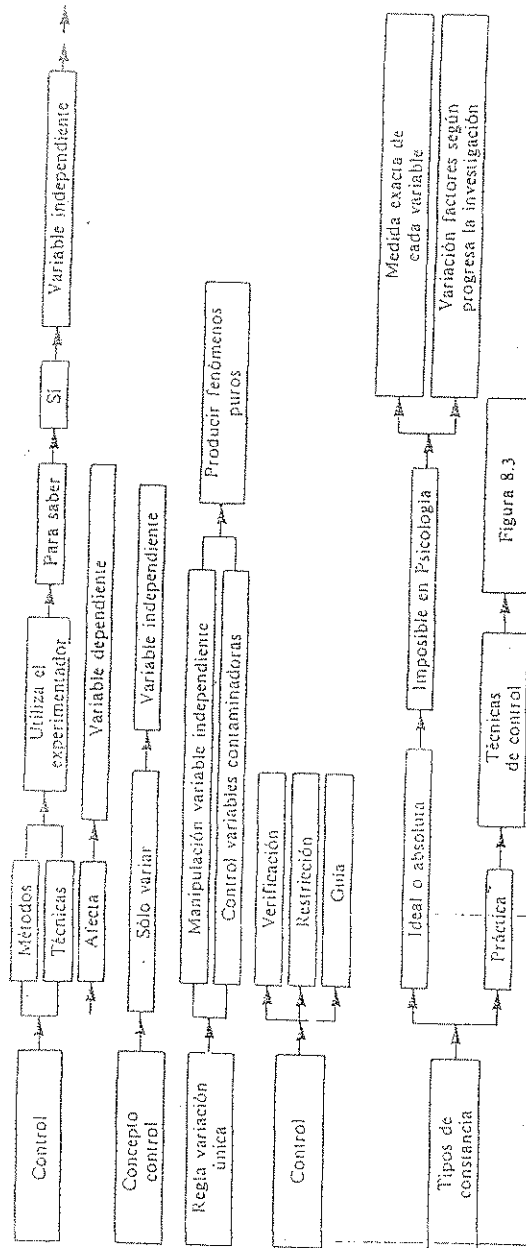 Control
Métodos
Técnicas
Utiliza el
experimentador
Para saber
Si
Variable independiente
Afecta
Variable dependiente
Concepto
control
Sólo variar
Variable independiente
Regla variación
única
Manipulación variable independiente
Control variables contaminadoras
Producir fenómenos
puros
Control
Verificación
Restricción
Guía
Tipos de
constancia
Ideal o absoluta
Imposible en Psicología
Medida exacta de
cada variable
Variación factores según
progresa la investigación
Práctica
Técnicas
de control
Figura 8.3